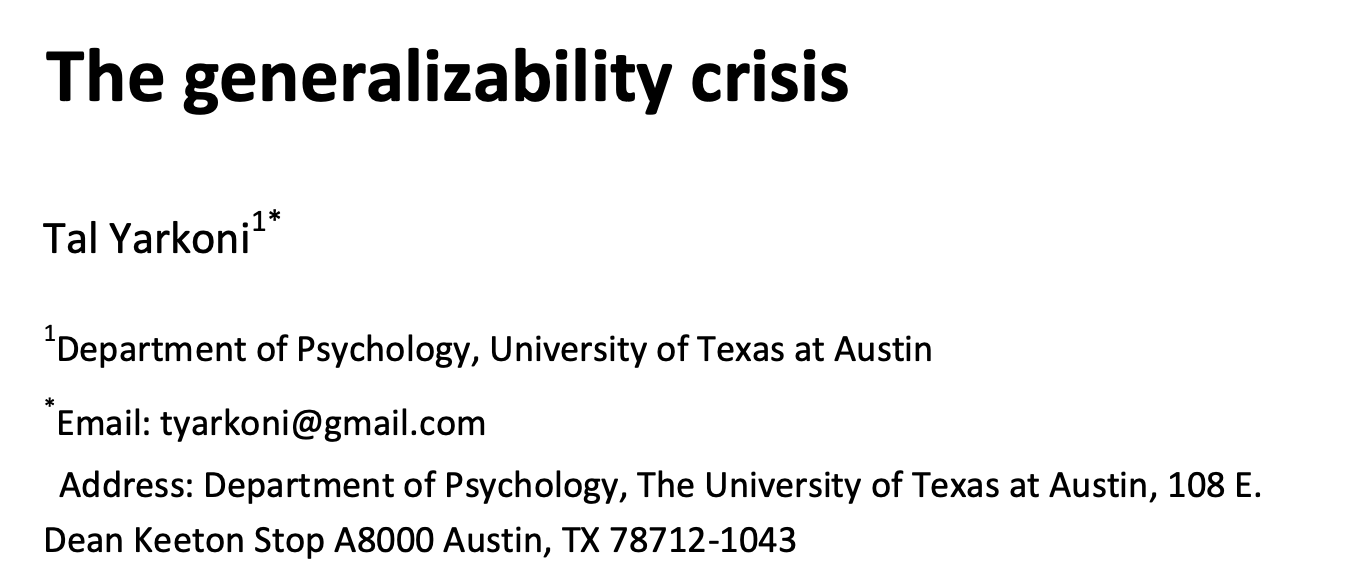 The generalizability crisis
Tal Yarkoni1*
1Department of Psychology, University of Texas at Austin
*Email: tyarkoni@gmail.com
Address: Department of Psychology, The University of Texas at Austin, 108 E.
Dean Keeton Stop A8000 Austin, TX 78712-1043